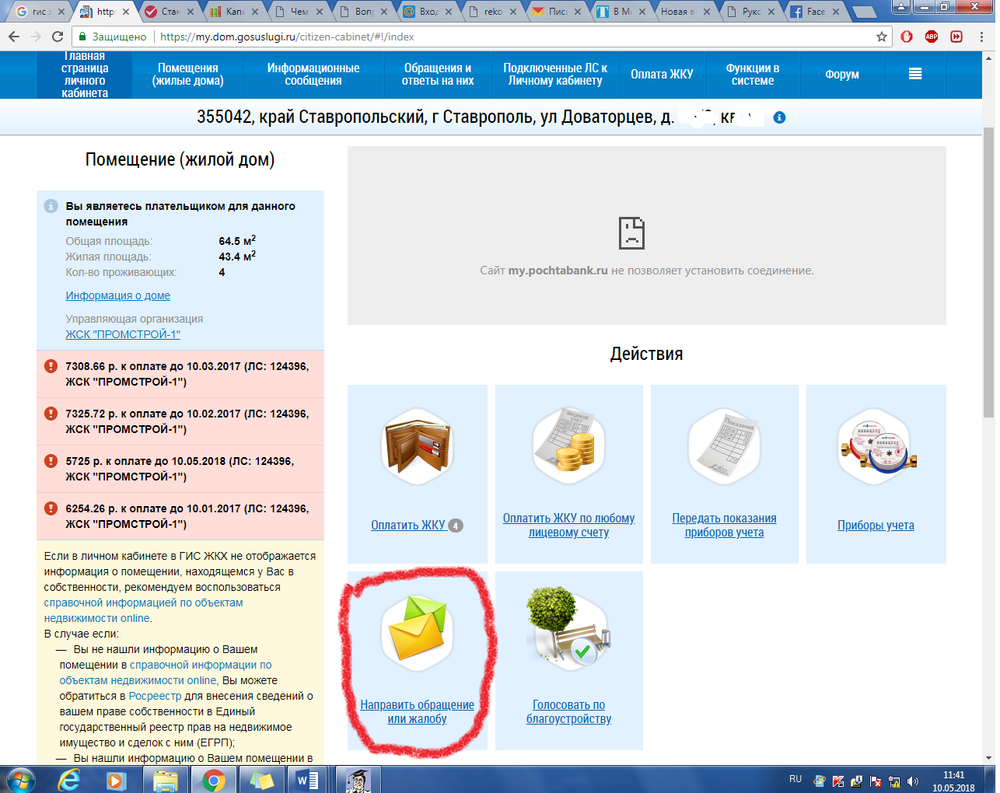 гис ж
http:
Стан
Капи
Чем
Вопр
Вход
reko
Пись
В Ми
Новая в
Рукс
Face
Защищено
https://my.dom.gosuslugi.ru/citizen-cabinet/#!/index
ABP
Главная страница личного кабинета
Помещения (жилые дома)
Информационные сообщения
Обращения и ответы на них
Подключенные ЛС к Личному кабинету
Оплата ЖКУ
Функции в системе
Форум
355042, край Ставропольский, г Ставрополь, ул Доваторцев, д.
Помещение (жилой дом)
Вы являетесь плательщиком для данного
помещения
Общая площадь: 64.5 м2
Жилая площадь: 43.4 м2
Кол-во проживающих: 4
Информация о доме
Управляющая организация
ЖСК "ПРОМСТРОЙ-1"
7308.66 р. к оплате до 10.03.2017 (ЛС: 124396,
ЖСК "ПРОМСТРОЙ-1")
7325.72 р. к оплате до 10.02.2017 (ЛС: 124396,
ЖСК "ПРОМСТРОЙ-1")
5725 р. к оплате до 10.05.2018 (ЛС: 124396,
ЖСК "ПРОМСТРОЙ-1")
6254.26 р. к оплате до 10.01.2017 (ЛС: 124396,
ЖСК "ПРОМСТРОЙ-1")
Если в личном кабинете в ГИС ЖКХ не отображается
информация о помещении, находящемся у Вас в
собственности, рекомендуем воспользоваться
справочной информацией по объектам
недвижимости online.
В случае если:
— Вы не нашли информацию о Вашем
помещении в справочной информации по
объектам недвижимости online, Вы можете
обратиться в Росреестр для внесения сведений о
вашем праве собственности в Единый
государственный реестр прав на недвижимое
имущество и сделок с ним (ЕГРП);
— Вы нашли информацию о Вашем помещении в
Сайт my.pochtabank.ru не позволяет установить соединение.
Действия
Оплатить ЖКУ 4
ЛИЦЕВОЙ СЧЕТ
Оплатить ЖКУ по любому
лицевому счету
Показания
Передать показания
приборов учета
Приборы учета
Направить обращение
или жалобу
Голосовать по
благоустройству
RU
11:41
10.05.2018